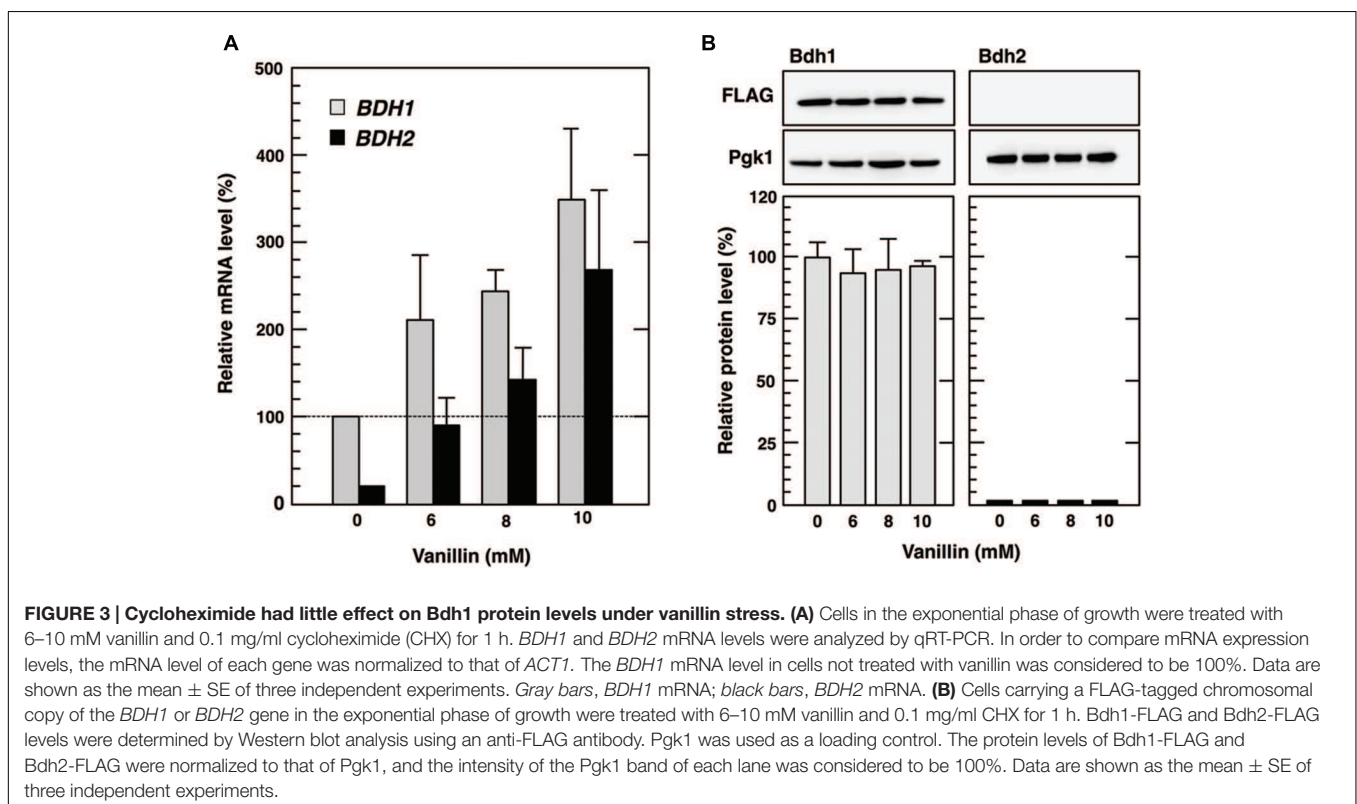 A
500
400
300
200
100
0
Relative mRNA level (%)
BDH1
BDH2
0 6 8 10
Vanillin (mM)
B
Bdh1 Bdh2
FLAG
Pgk1
120
100
75
50
25
0
Relative protein level (%)
0 6 8 10 0 6 8 10
Vanillin (mM)
FIGURE 3 | Cycloheximide had little effect on Bdh1 protein levels under vanillin stress. (A) Cells in the exponential phase of growth were treated with
6–10 mM vanillin and 0.1 mg/ml cycloheximide (CHX) for 1 h. BDH1 and BDH2 mRNA levels were analyzed by qRT-PCR. In order to compare mRNA expression
levels, the mRNA level of each gene was normalized to that of ACT1. The BDH1 mRNA level in cells not treated with vanillin was considered to be 100%. Data are
shown as the mean ± SE of three independent experiments. Gray bars, BDH1 mRNA; black bars, BDH2 mRNA. (B) Cells carrying a FLAG-tagged chromosomal
copy of the BDH1 or BDH2 gene in the exponential phase of growth were treated with 6–10 mM vanillin and 0.1 mg/ml CHX for 1 h. Bdh1-FLAG and Bdh2-FLAG
levels were determined by Western blot analysis using an anti-FLAG antibody. Pgk1 was used as a loading control. The protein levels of Bdh1-FLAG and
Bdh2-FLAG were normalized to that of Pgk1, and the intensity of the Pgk1 band of each lane was considered to be 100%. Data are shown as the mean ± SE of
three independent experiments.